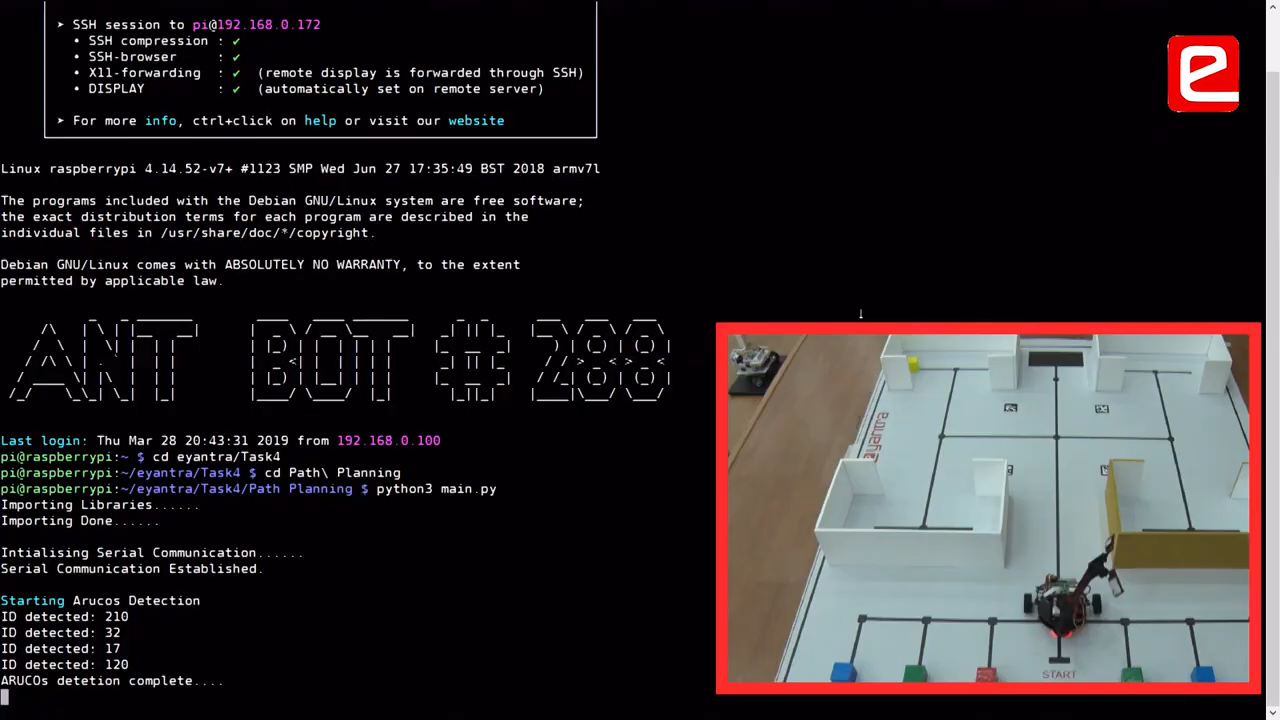 ➤ SSH session to pi@192.168.0.172
• SSH compression : ✔
• SSH-browser : ✔
• X11-forwarding : ✔ (remote display is forwarded through SSH)
• DISPLAY : ✔ (automatically set on remote server)
➤ For more info, ctrl+click on help or visit our website
Linux raspberrypi 4.14.52-v7+ #1123 SMP Wed Jun 27 17:35:49 BST 2018 armv7l
The programs included with the Debian GNU/Linux system are free software;
the exact distribution terms for each program are described in the
individual files in /usr/share/doc/*/copyright.
Debian GNU/Linux comes with ABSOLUTELY NO WARRANTY, to the extent
permitted by applicable law.
ANT BOT # 288
Last login: Thu Mar 28 20:43:31 2019 from 192.168.0.100
pi@raspberrypi:~ $ cd eyantra/Task4
pi@raspberrypi:~/eyantra/Task4 $ cd Path\ Planning
pi@raspberrypi:~/eyantra/Task4/Path Planning $ python3 main.py
Importing Libraries......
Importing Done......
Intialising Serial Communication......
Serial Communication Established.
Starting Arucos Detection
ID detected: 210
ID detected: 32
ID detected: 17
ID detected: 120
ARUCOs detetion complete....
e
START